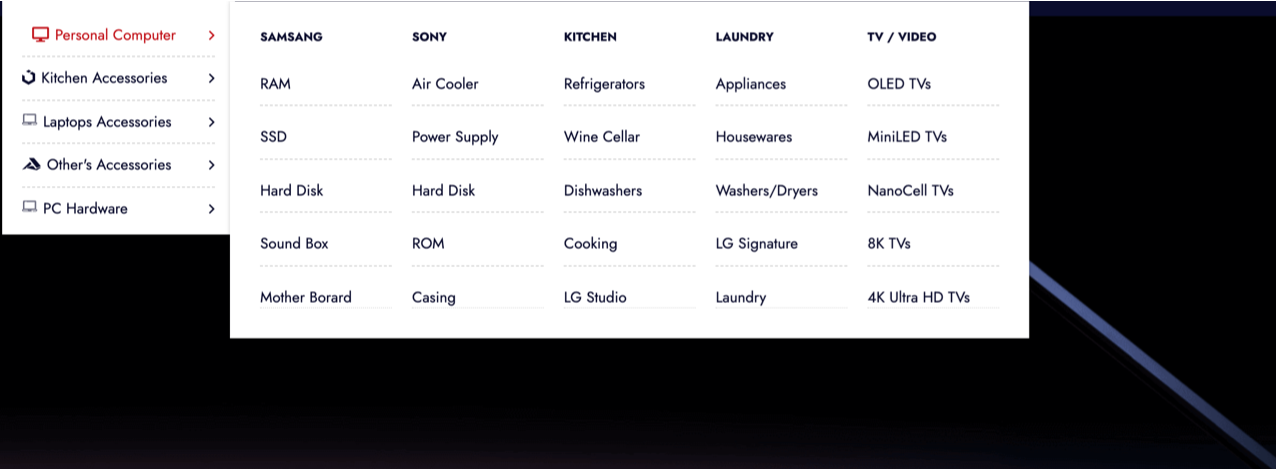 Personal Computer
Kitchen Accessories
Laptops Accessories
Other's Accessories
PC Hardware
SAMSANG
RAM
SSD
Hard Disk
Sound Box
Mother Borard
SONY
Air Cooler
Power Supply
Hard Disk
ROM
Casing
KITCHEN
Refrigerators
Wine Cellar
Dishwashers
Cooking
LG Studio
LAUNDRY
Appliances
Housewares
Washers/Dryers
LG Signature
Laundry
TV / VIDEO
OLED TVs
MiniLED TVs
NanoCell TVs
8K TVs
4K Ultra HD TVs